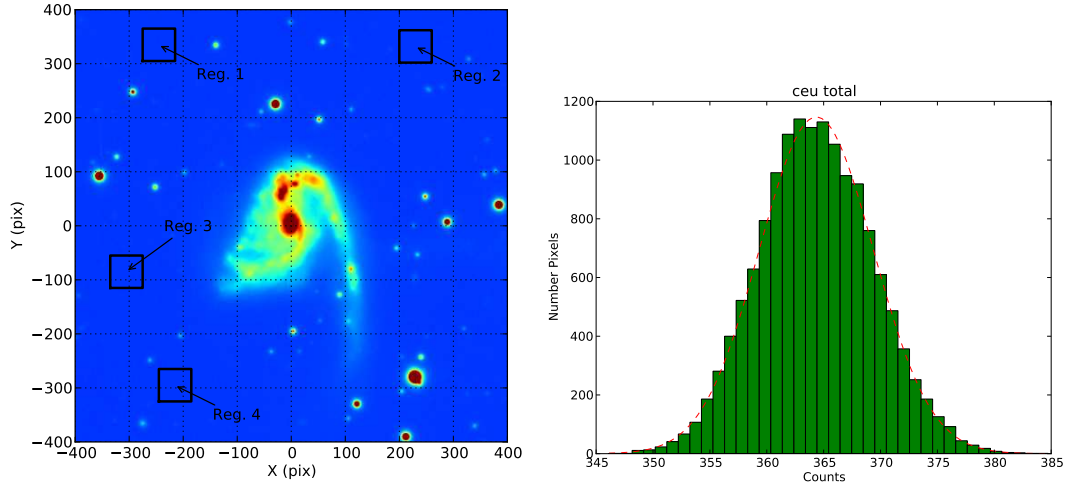 400
300
200
100
0
−100
−200
−300
−400
Y (pix)
Reg. 1
Reg. 2
Reg. 3
Reg. 4
−400 −300 −200 −100 0 100 200 300 400
X (pix)
ceu total
1200
1000
800
600
400
200
0
Number Pixels
345 350 355 360 365 370 375 380 385
Counts